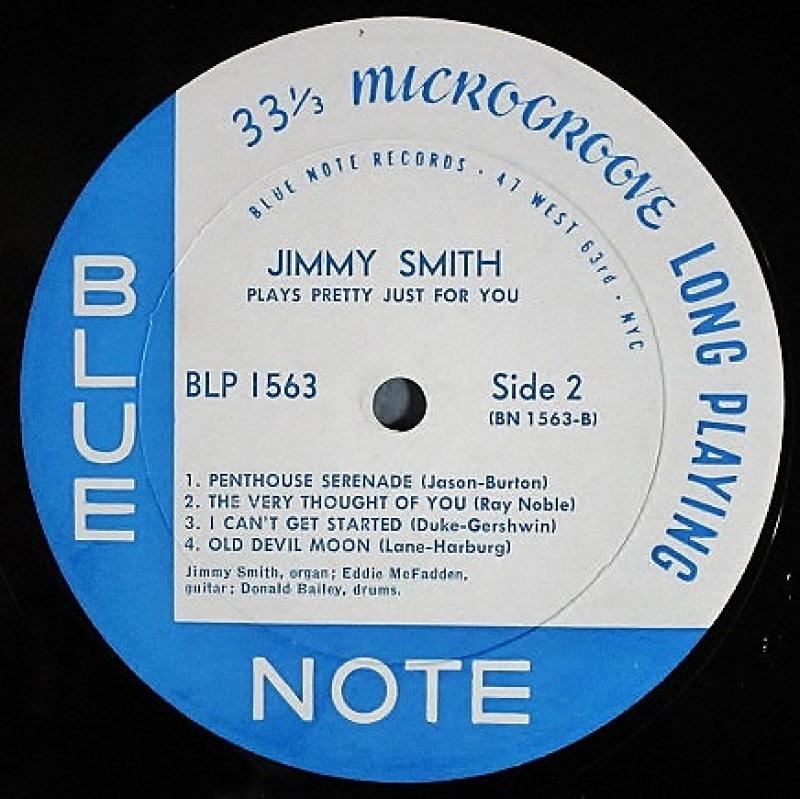 33⅓ MICROGROOVE LONG PLAYING
BLUE NOTE RECORDS · 47 WEST 63rd · NYC
JIMMY SMITH
PLAYS PRETTY JUST FOR YOU
BLP 1563
Side 2
(BN 1563-B)
1. PENTHOUSE SERENADE (Jason-Burton)
2. THE VERY THOUGHT OF YOU (Ray Noble)
3. I CAN'T GET STARTED (Duke-Gershwin)
4. OLD DEVIL MOON (Lane-Harburg)
Jimmy Smith, organ; Eddie McFadden,
guitar; Donald Bailey, drums.
BLUE
NOTE